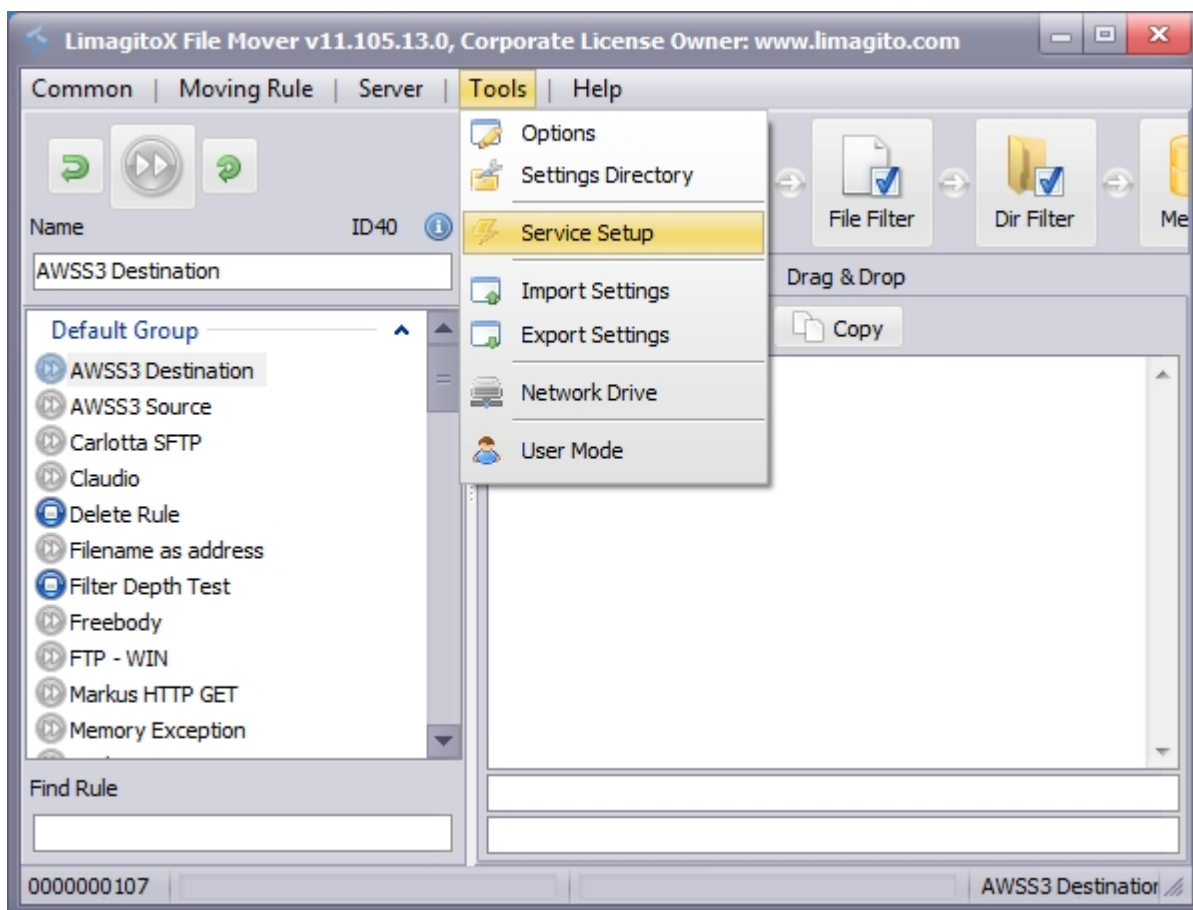 LimagitoX File Mover v11.105.13.0, Corporate License Owner: www.limagito.com
Common | Moving Rule | Server | Tools | Help
Options
Settings Directory
Service Setup
Import Settings
Export Settings
Network Drive
User Mode
File Filter
Dir Filter
Me
Name ID40
AWSS3 Destination
Drag & Drop
Copy
Default Group
AWSS3 Destination
AWSS3 Source
Carlotta SFTP
Claudio
Delete Rule
Filename as address
Filter Depth Test
Freebody
FTP - WIN
Markus HTTP GET
Memory Exception
Find Rule
0000000107
AWSS3 Destination